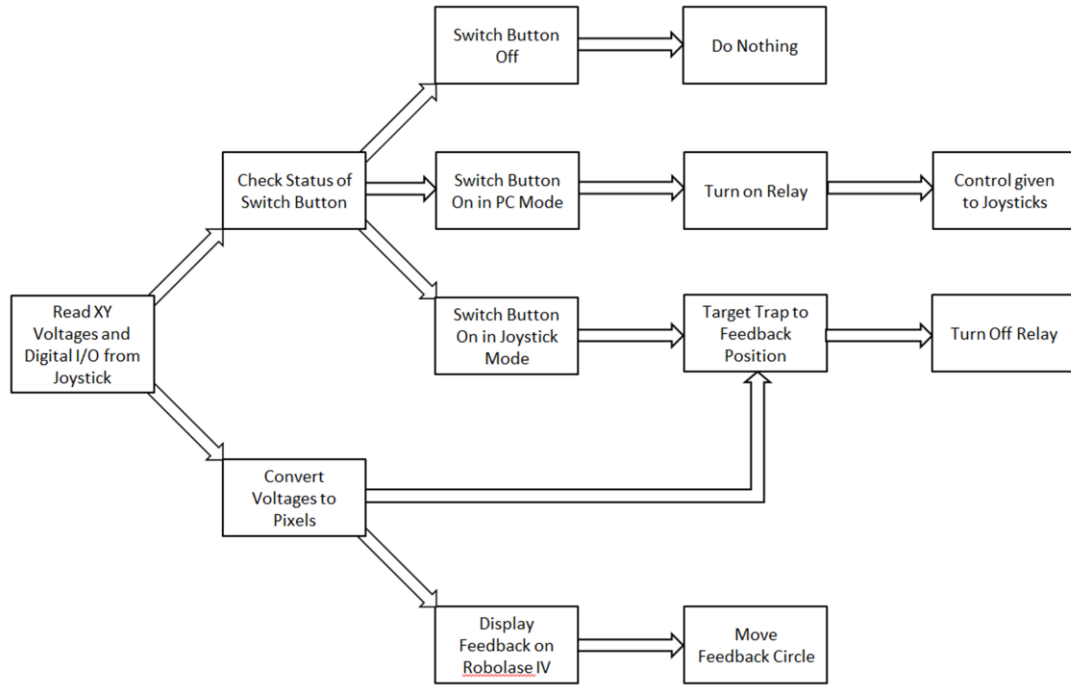 Switch Button
Off
Do Nothing
Check Status of
Switch Button
Switch Button
On in PC Mode
Turn on Relay
Control given
to Joysticks
Read XY
Voltages and
Digital I/O from
Joystick
Switch Button
On in Joystick
Mode
Target Trap to
Feedback
Position
Turn Off Relay
Convert
Voltages to
Pixels
Display
Feedback on
Robolase IV
Move
Feedback Circle